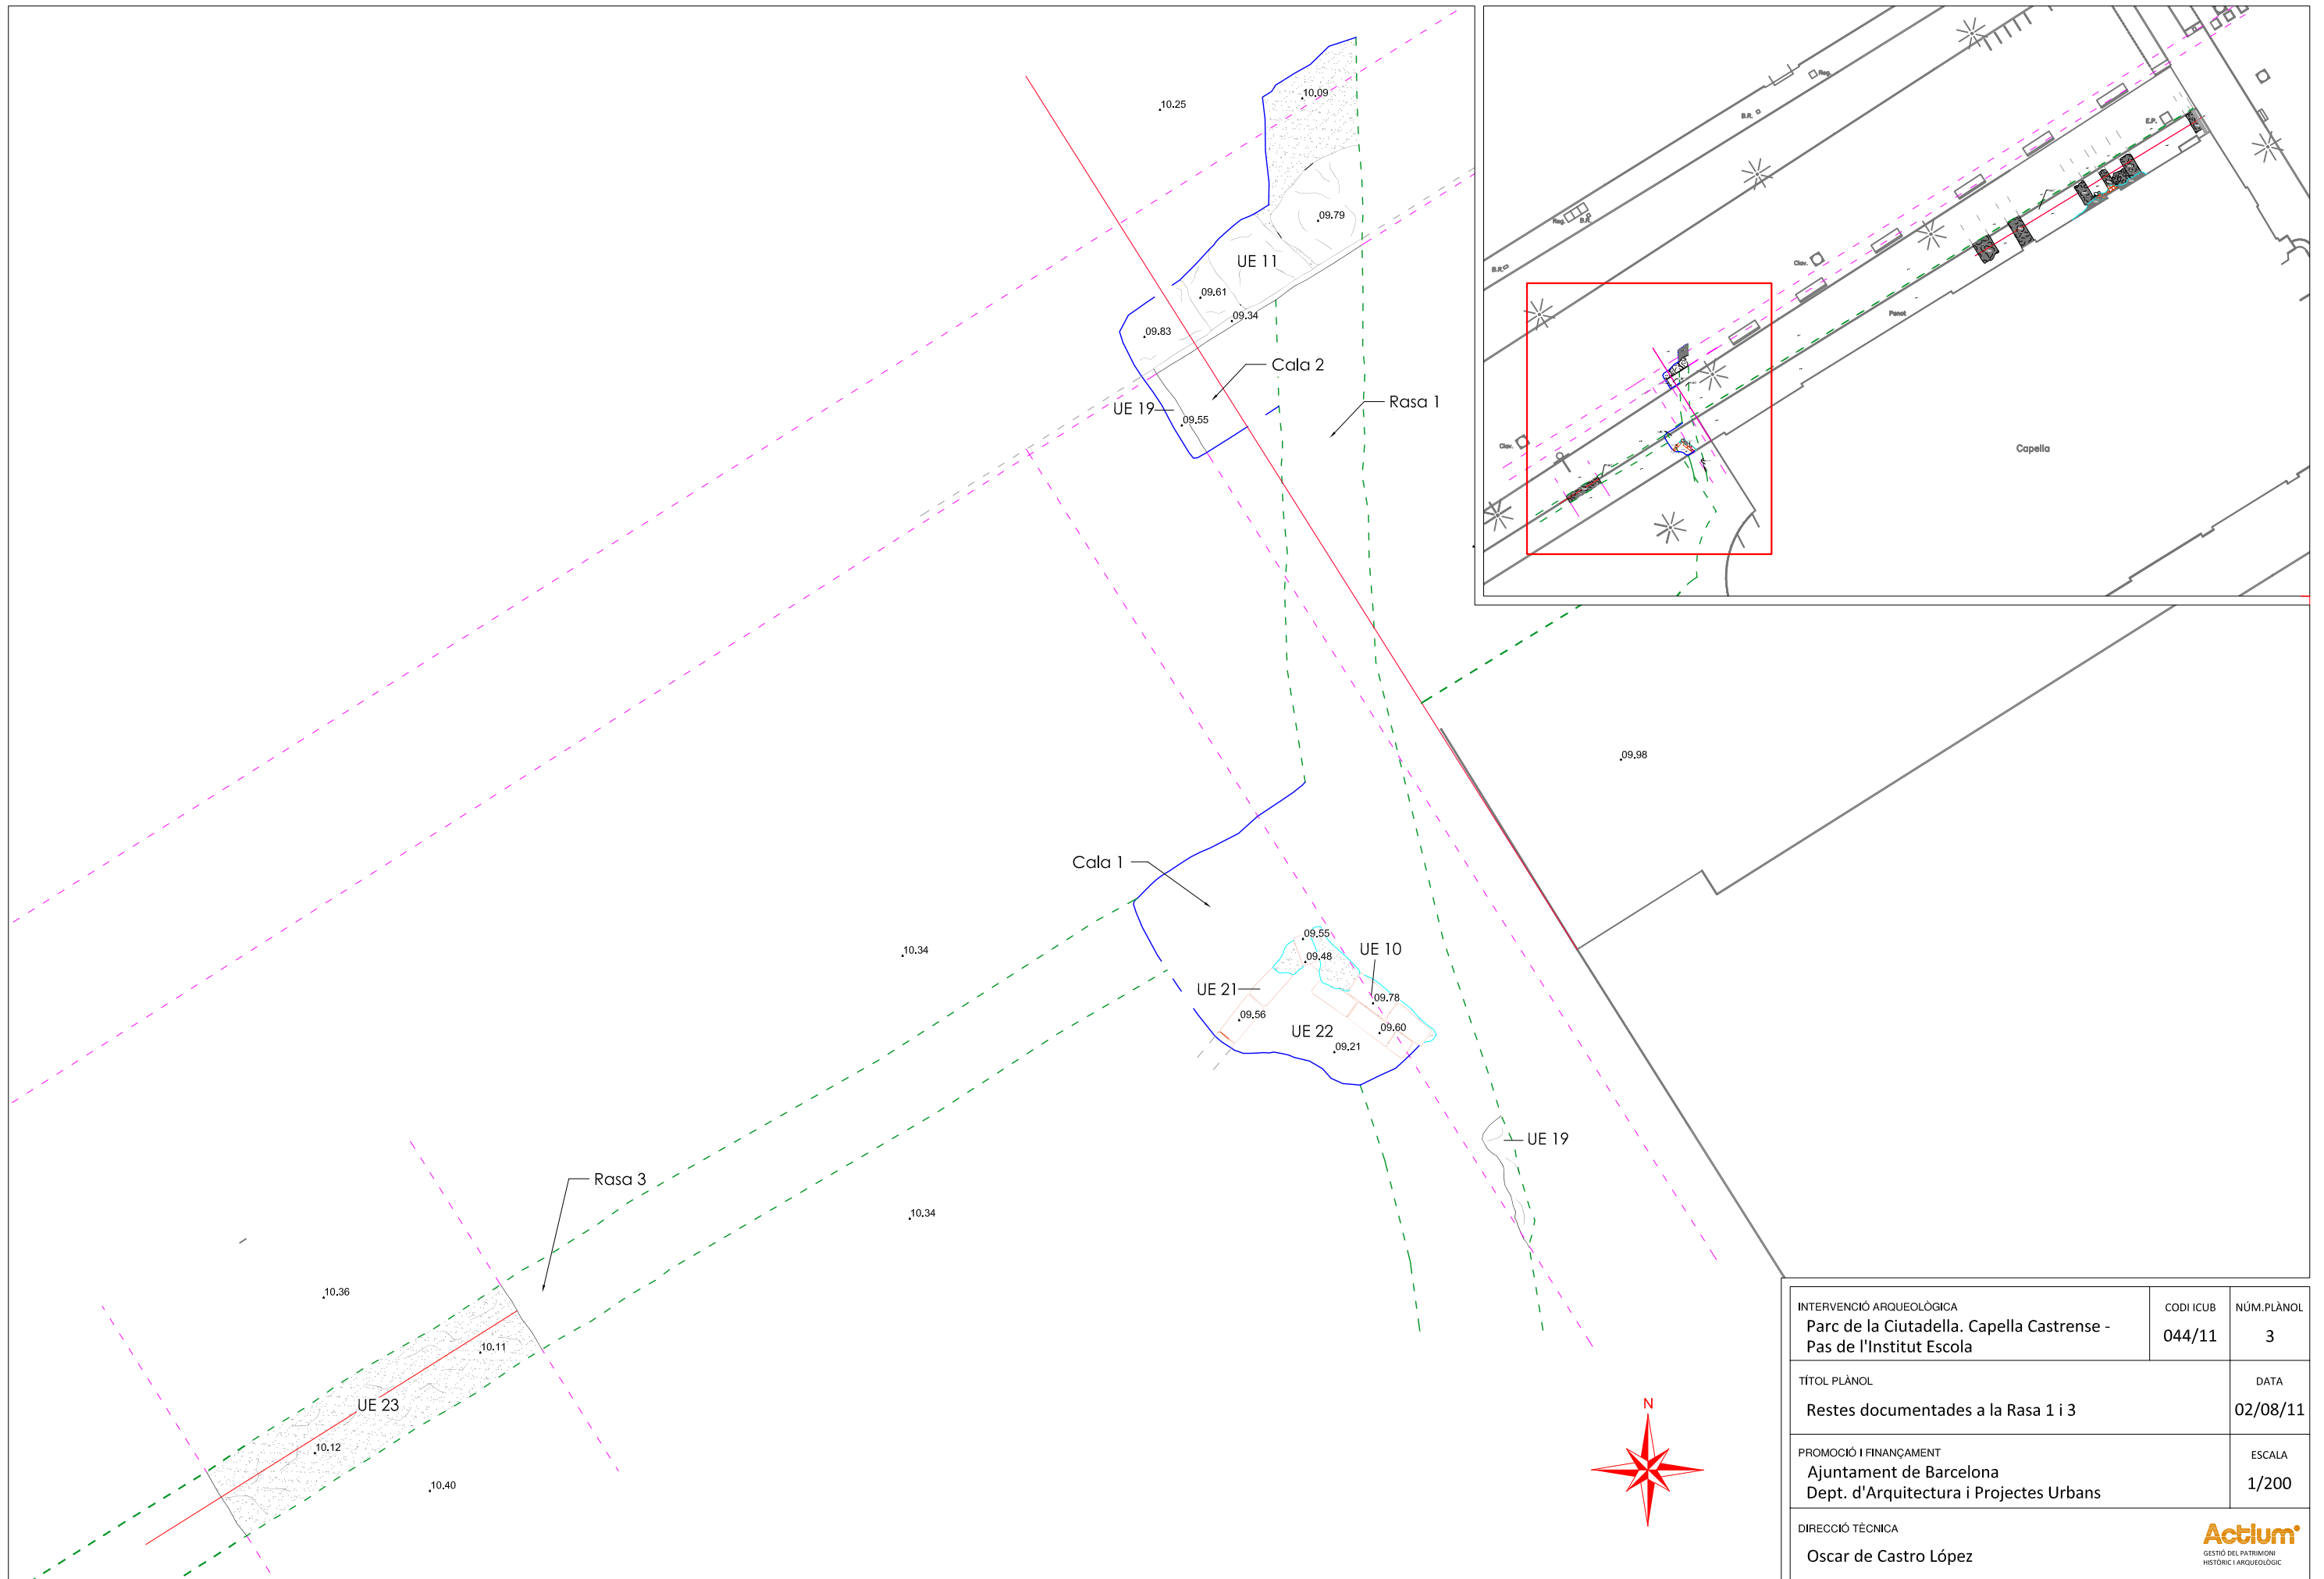 10.25
10.09
09.79
UE 11
09.61
09.34
09.83
Cala 2
Rasa 1
UE 19
09.55
09.98
Cala 1
10.34
09.55
09.48
UE 10
UE 21
09.78
09.56
UE 22
09.60
09.21
UE 19
Rasa 3
10.34
10.36
10.11
UE 23
10.12
10.40
N
Reg.
B.R.
E.P.
Reg.
B.R.
B.R.
Clav.
Panot
Clav.
Capella
INTERVENCIÓ ARQUEOLÒGICA
Parc de la Ciutadella. Capella Castrense -
Pas de l'Institut Escola
CODI ICUB
044/11
NÚM.PLÀNOL
3
TÍTOL PLÀNOL
Restes documentades a la Rasa 1 i 3
DATA
02/08/11
PROMOCIÓ I FINANÇAMENT
Ajuntament de Barcelona
Dept. d'Arquitectura i Projectes Urbans
ESCALA
1/200
DIRECCIÓ TÈCNICA
Oscar de Castro López
Actium
GESTIÓ DEL PATRIMONI
HISTÒRIC I ARQUEOLÒGIC